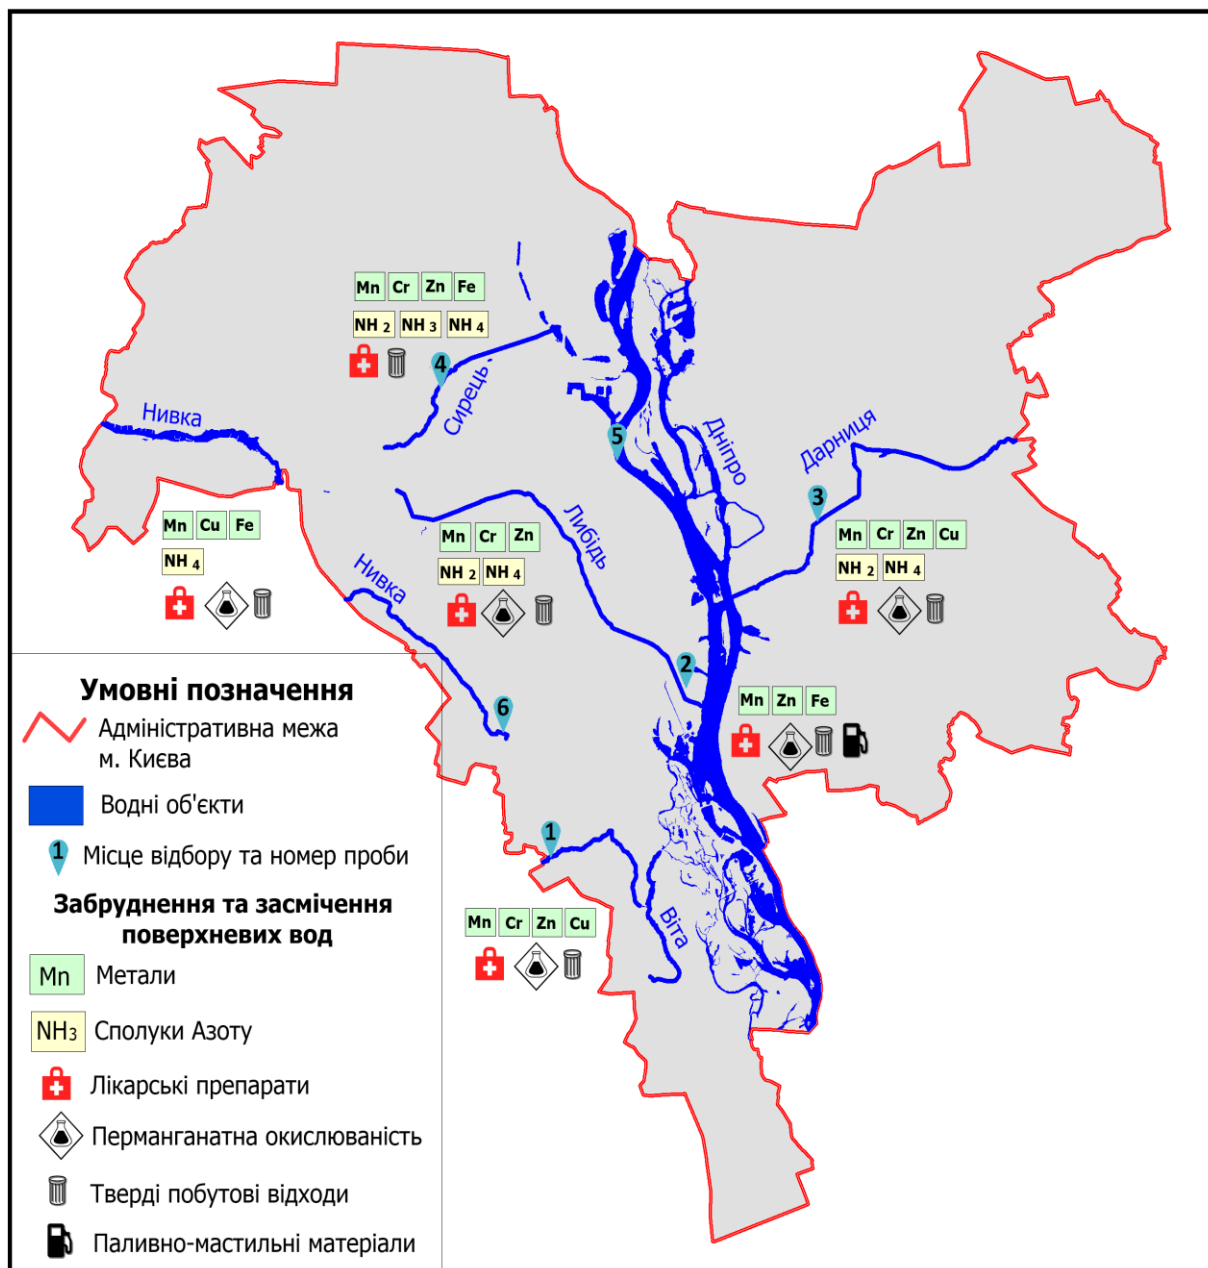 Mn Cr Zn Fe
NH 2 NH 3 NH 4
4
Сирець
Нивка
5
Дніпро
Дарниця
3
Mn Cu Fe
NH 4
Mn Cr Zn
NH 2 NH 4
Либідь
Mn Cr Zn Cu
NH 2 NH 4
Нивка
2
6
Mn Zn Fe
1
Mn Cr Zn Cu
Віта
Умовні позначення
Адміністративна межа
м. Києва
Водні об'єкти
1 Місце відбору та номер проби
Забруднення та засмічення
поверхневих вод
Mn Метали
NH3 Сполуки Азоту
Лікарські препарати
Перманганатна окислюваність
Тверді побутові відходи
Паливно-мастильні матеріали